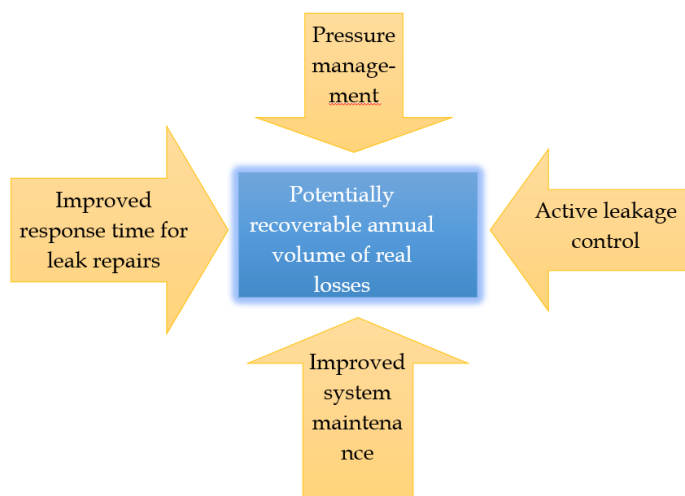 Pressure
manage-
ment
Improved
response time for
leak repairs
Potentially
recoverable annual
volume of real
losses
Active leakage
control
Improved
system
maintena
nce